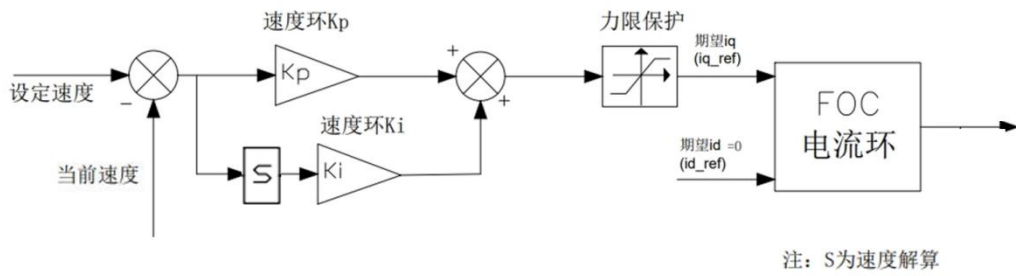 速度环Kp
力限保护
设定速度
Kp
期望iq
(iq_ref)
FOC
电流环
速度环Ki
当前速度
S
Ki
期望id =0
(id_ref)
注：S为速度解算